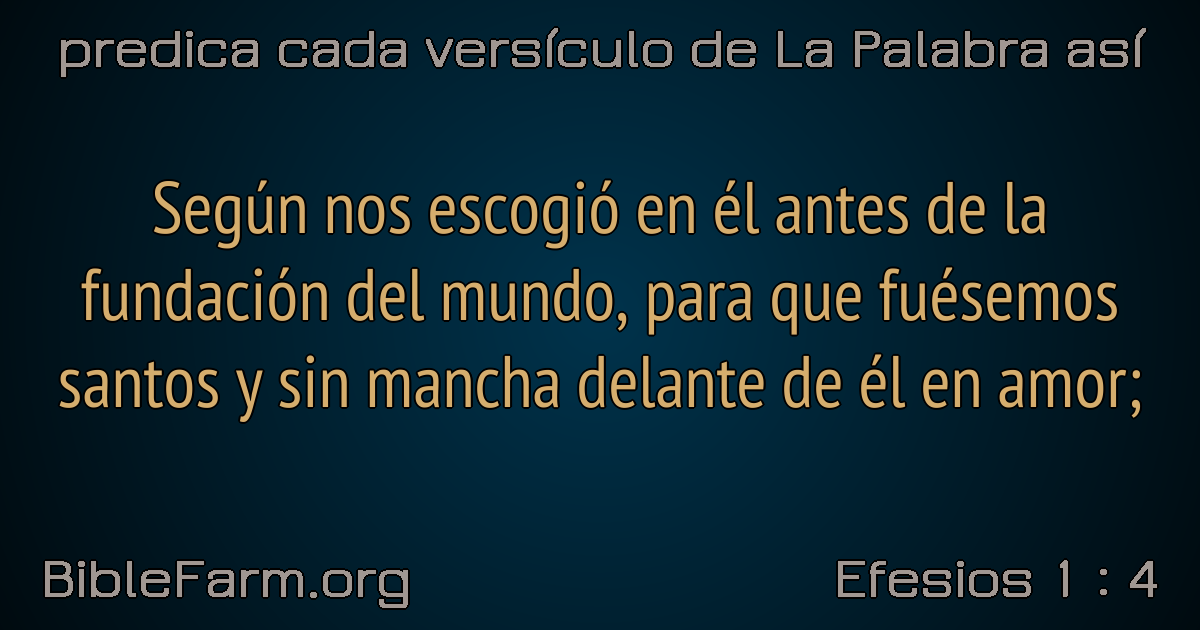 predica cada versículo de La Palabra así
Según nos escogió en él antes de la
fundación del mundo, para que fuésemos
santos y sin mancha delante de él en amor;
BibleFarm.org
Efesios 1 : 4